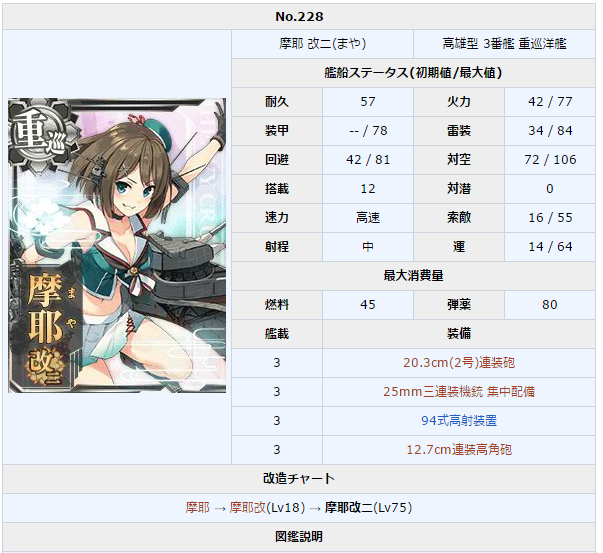 No.228
摩耶 改二(まや)
高雄型 3番艦 重巡洋艦
艦船ステータス(初期値/最大値)
耐久 57 火力 42 / 77
装甲 -- / 78 雷装 34 / 84
回避 42 / 81 対空 72 / 106
搭載 12 対潜 0
速力 高速 索敵 16 / 55
射程 中 運 14 / 64
最大消費量
燃料 45 弾薬 80
艦載 装備
3 20.3cm(2号)連装砲
3 25mm三連装機銃 集中配備
3 94式高射装置
3 12.7cm連装高角砲
改造チャート
摩耶 → 摩耶改(Lv18) → 摩耶改二(Lv75)
図鑑説明
重巡
摩耶
まや
改二